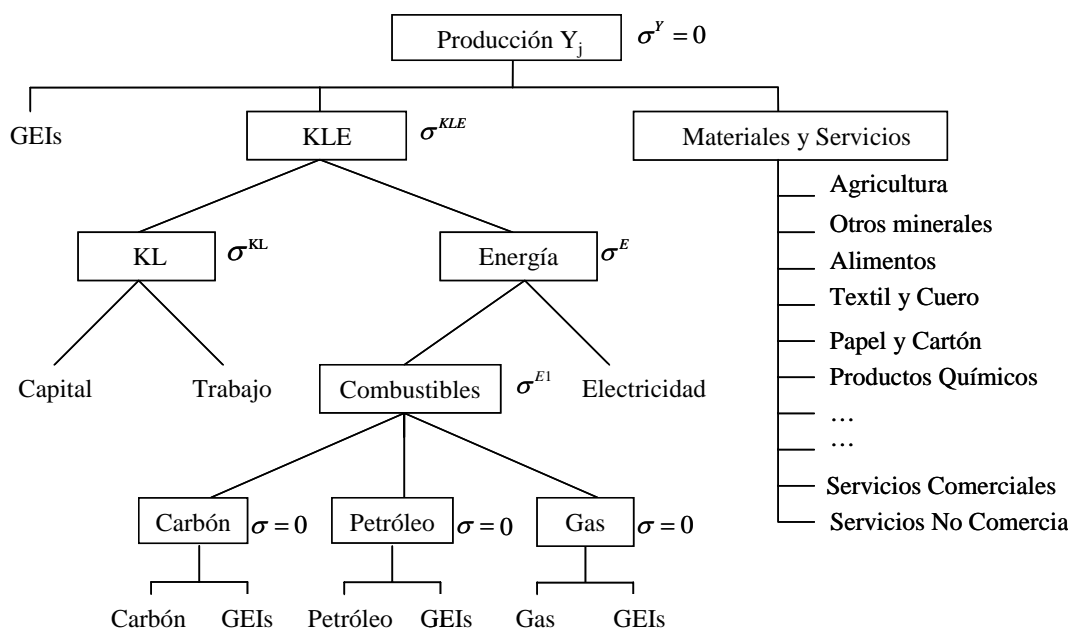 Producción Y_j
σ^Y = 0
GEIs
KLE
σ^KLE
Materiales y Servicios
Agricultura
Otros minerales
Alimentos
Textil y Cuero
Papel y Cartón
Productos Químicos
…
…
Servicios Comerciales
Servicios No Comercia
KL
σ^KL
Energía
σ^E
Capital
Trabajo
Combustibles
σ^E1
Electricidad
Carbón
σ = 0
Petróleo
σ = 0
Gas
σ = 0
Carbón
GEIs
Petróleo
GEIs
Gas
GEIs